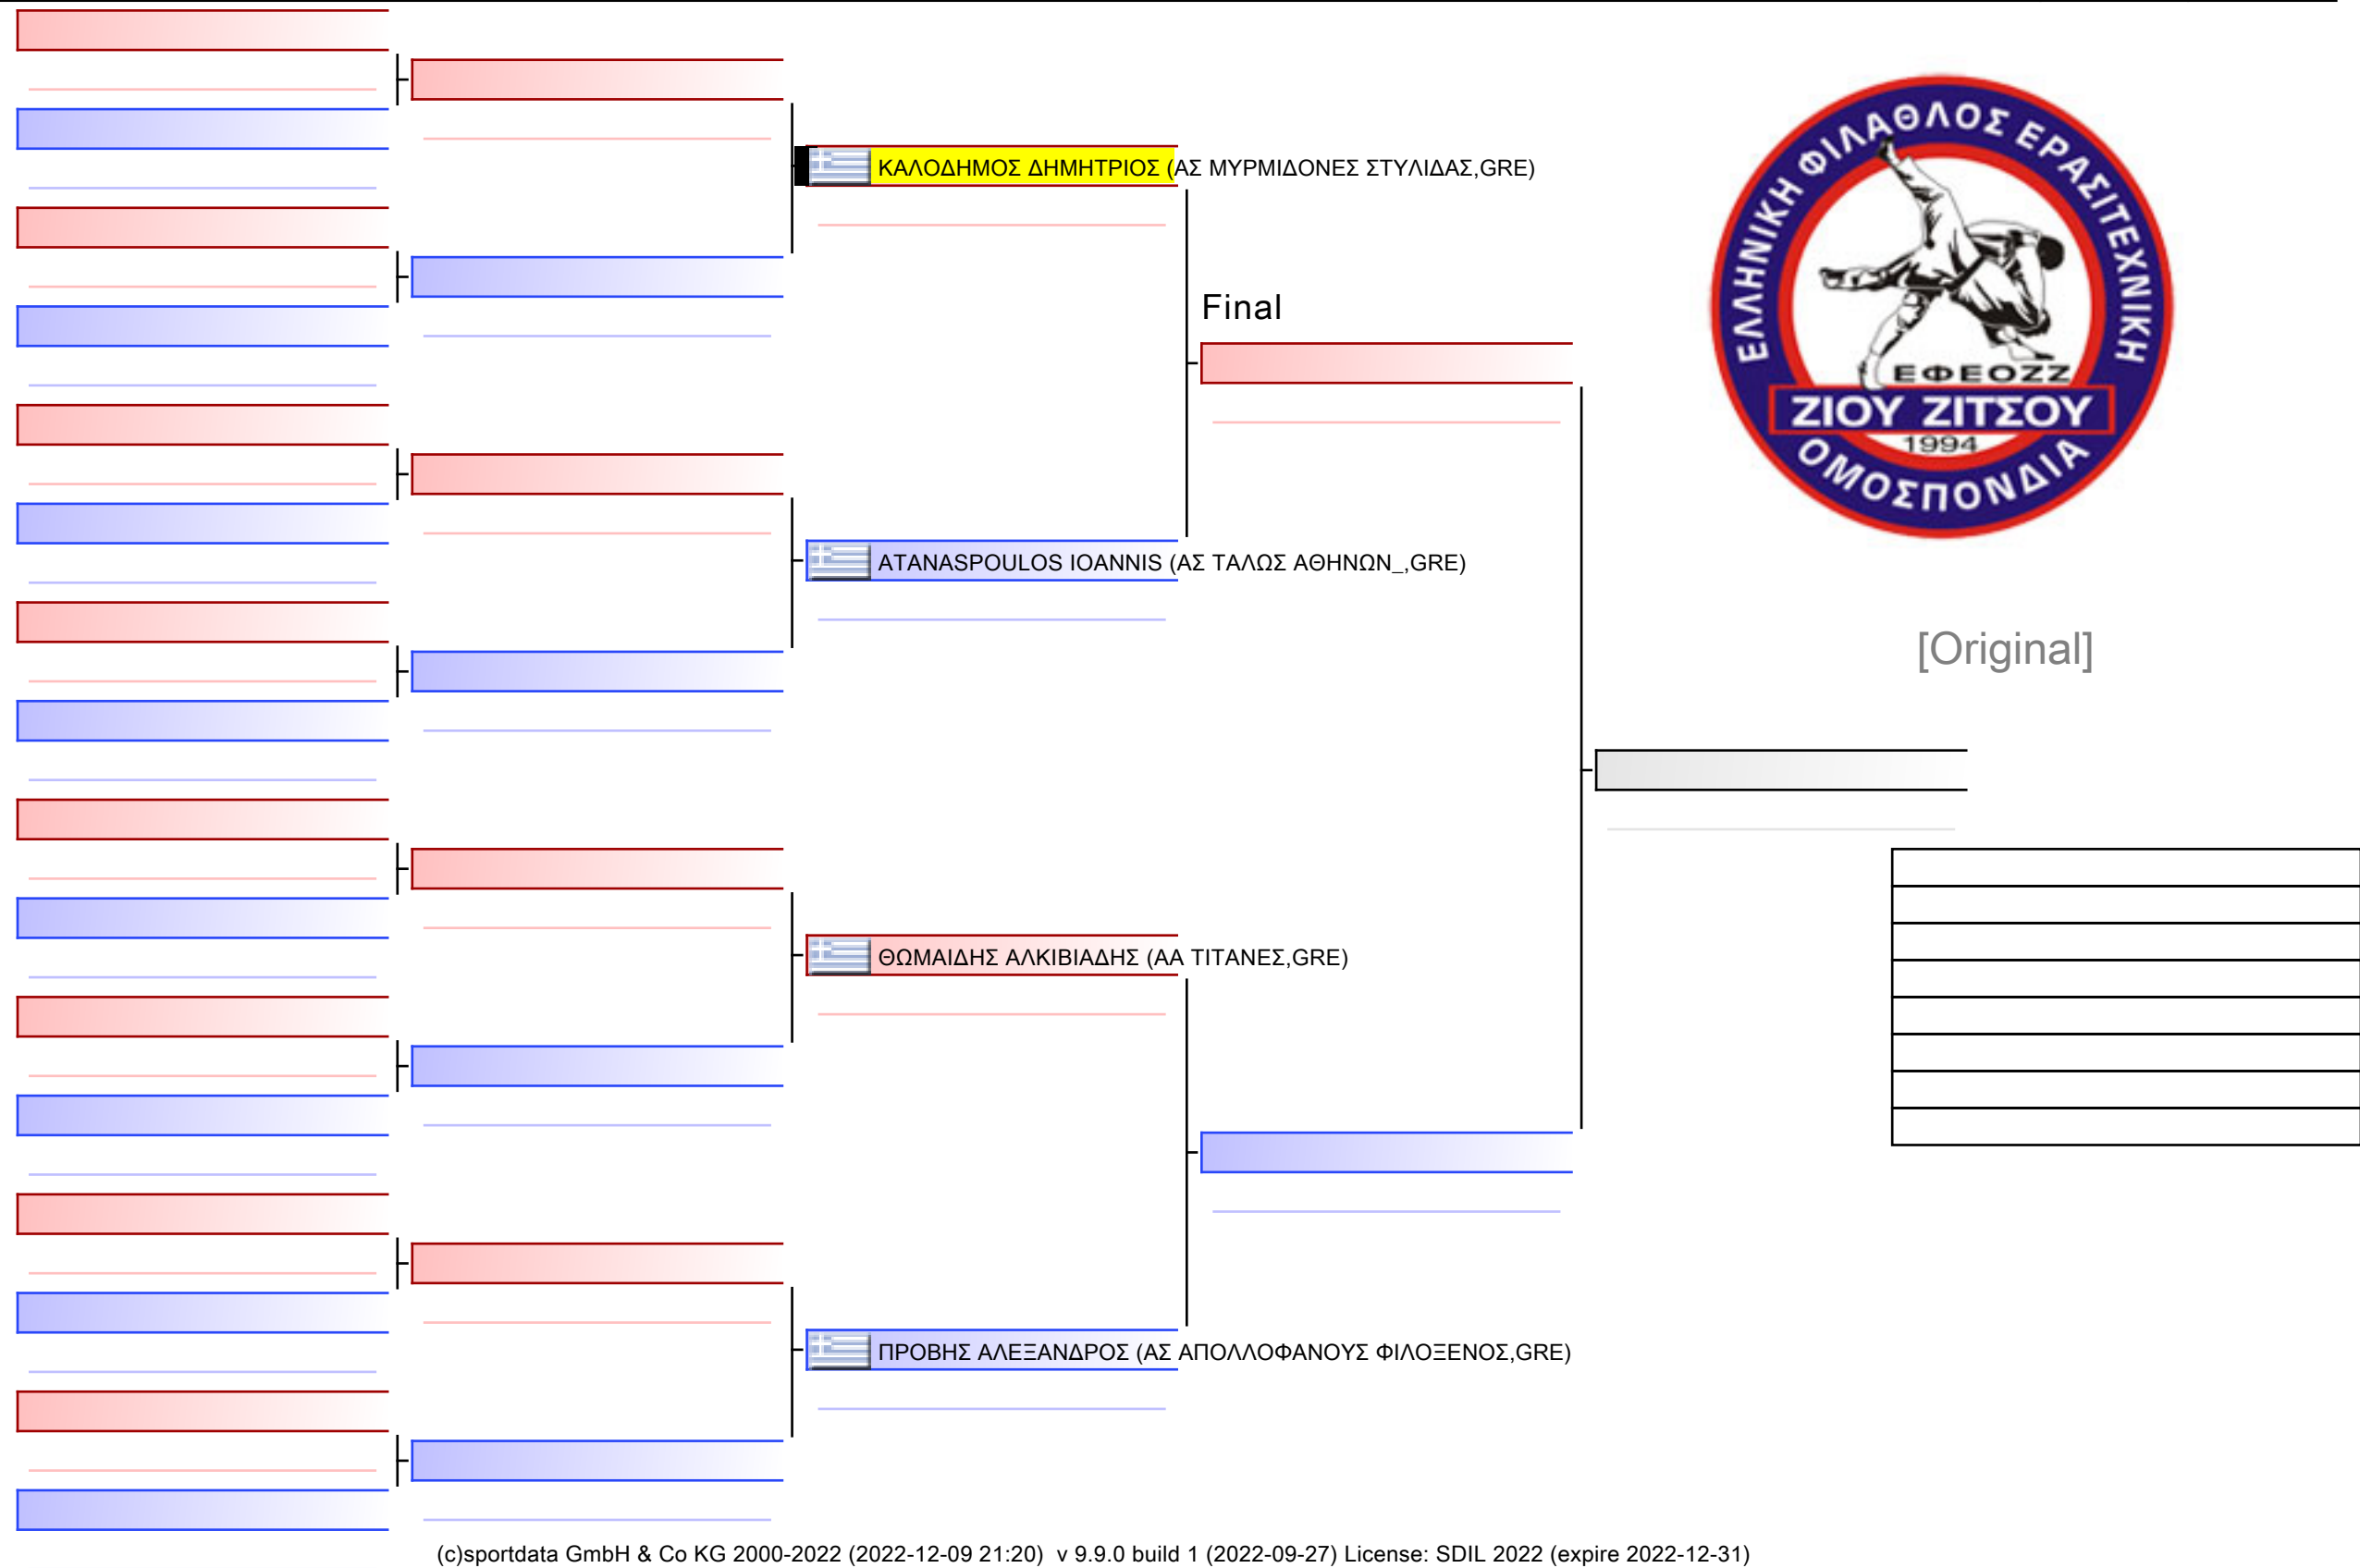 ΕΛΛΗΝΙΚΗ ΦΙΛΑΘΛΟΣ ΕΡΑΣΙΤΕΧΝΙΚΗ
ΕΦΕΟΖΖ
ΖΙΟΥ ΖΙΤΣΟΥ
1994
ΟΜΟΣΠΟΝΔΙΑ
ΚΑΛΟΔΗΜΟΣ ΔΗΜΗΤΡΙΟΣ (ΑΣ ΜΥΡΜΙΔΟΝΕΣ ΣΤΥΛΙΔΑΣ,GRE)
Final
ATANASPOULOS IOANNIS (ΑΣ ΤΑΛΩΣ ΑΘΗΝΩΝ_,GRE)
[Original]
ΘΩΜΑΙΔΗΣ ΑΛΚΙΒΙΑΔΗΣ (ΑΑ ΤΙΤΑΝΕΣ,GRE)
ΠΡΟΒΗΣ ΑΛΕΞΑΝΔΡΟΣ (ΑΣ ΑΠΟΛΛΟΦΑΝΟΥΣ ΦΙΛΟΞΕΝΟΣ,GRE)
(c)sportdata GmbH & Co KG 2000-2022 (2022-12-09 21:20)  v 9.9.0 build 1 (2022-09-27) License: SDIL 2022 (expire 2022-12-31)